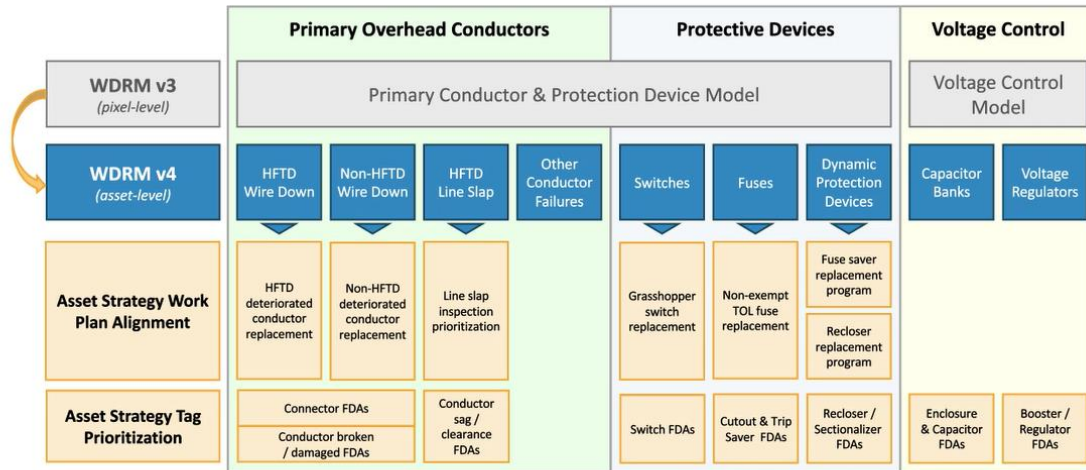 Primary Overhead Conductors
Protective Devices
Voltage Control
WDRM v3
(pixel-level)
Primary Conductor & Protection Device Model
Voltage Control
Model
WDRM v4
(asset-level)
HFTD
Wire Down
Non-HFTD
Wire Down
HFTD
Line Slap
Other
Conductor
Failures
Switches
Fuses
Dynamic
Protection
Devices
Capacitor
Banks
Voltage
Regulators
Asset Strategy Work
Plan Alignment
HFTD
deteriorated
conductor
replacement
Non-HFTD
deteriorated
conductor
replacement
Line slap
inspection
prioritization
Grasshopper
switch
replacement
Non-exempt
TOL fuse
replacement
Fuse saver
replacement
program
Recloser
replacement
program
Asset Strategy Tag
Prioritization
Connector FDAs
Conductor broken
/ damaged FDAs
Conductor
sag /
clearance
FDAs
Switch FDAs
Cutout & Trip
Saver FDAs
Recloser /
Sectionalizer
FDAs
Enclosure
& Capacitor
FDAs
Booster /
Regulator
FDAs